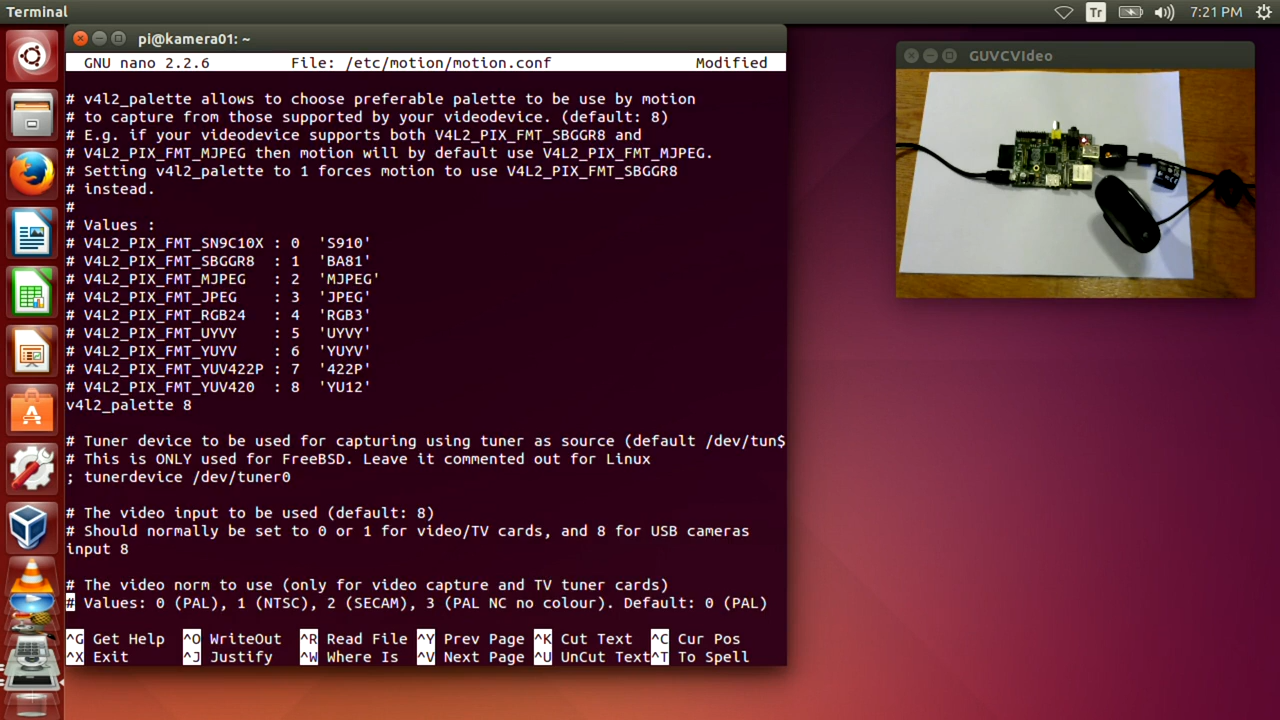 Terminal
Tr
7:21 PM
pi@kamera01: ~
GNU nano 2.2.6 File: /etc/motion/motion.conf Modified
# v4l2_palette allows to choose preferable palette to be use by motion
# to capture from those supported by your videodevice. (default: 8)
# E.g. if your videodevice supports both V4L2_PIX_FMT_SBGGR8 and
# V4L2_PIX_FMT_MJPEG then motion will by default use V4L2_PIX_FMT_MJPEG.
# Setting v4l2_palette to 1 forces motion to use V4L2_PIX_FMT_SBGGR8
# instead.
#
# Values :
# V4L2_PIX_FMT_SN9C10X : 0 'S910'
# V4L2_PIX_FMT_SBGGR8 : 1 'BA81'
# V4L2_PIX_FMT_MJPEG : 2 'MJPEG'
# V4L2_PIX_FMT_JPEG : 3 'JPEG'
# V4L2_PIX_FMT_RGB24 : 4 'RGB3'
# V4L2_PIX_FMT_UYVY : 5 'UYVY'
# V4L2_PIX_FMT_YUYV : 6 'YUYV'
# V4L2_PIX_FMT_YUV422P : 7 '422P'
# V4L2_PIX_FMT_YUV420 : 8 'YU12'
v4l2_palette 8
# Tuner device to be used for capturing using tuner as source (default /dev/tun$
# This is ONLY used for FreeBSD. Leave it commented out for Linux
; tunerdevice /dev/tuner0
# The video input to be used (default: 8)
# Should normally be set to 0 or 1 for video/TV cards, and 8 for USB cameras
input 8
# The video norm to use (only for video capture and TV tuner cards)
# Values: 0 (PAL), 1 (NTSC), 2 (SECAM), 3 (PAL NC no colour). Default: 0 (PAL)
^G Get Help ^O WriteOut ^R Read File ^Y Prev Page ^K Cut Text ^C Cur Pos
^X Exit ^J Justify ^W Where Is ^V Next Page ^U UnCut Text ^T To Spell
GUVCVIdeo